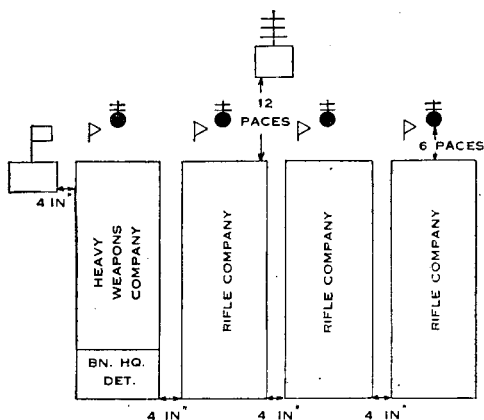 12
PACES
6 PACES
4 IN"
HEAVY
WEAPONS
COMPANY
RIFLE COMPANY
RIFLE COMPANY
RIFLE COMPANY
BN. HQ.
DET.
4 IN"
4 IN"
4 IN"